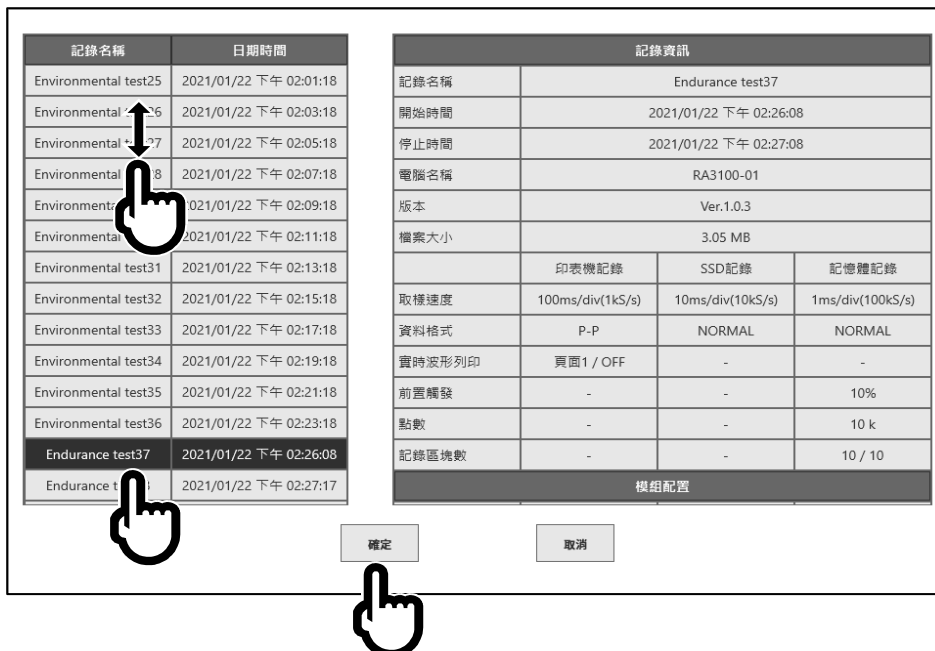 記錄名稱 日期時間
Environmental test25 2021/01/22 下午 02:01:18
Environmental 2021/01/22 下午 02:03:18
Environmental 2021/01/22 下午 02:05:18
Environmental 2021/01/22 下午 02:07:18
下午 02:09:18
Environmental 2021/01/22 下午 02:11:18
Environmental test31 2021/01/22 下午 02:13:18
Environmental test32 2021/01/22 下午 02:15:18
Environmental test33 2021/01/22 下午 02:17:18
Environmental test34 2021/01/22 下午 02:19:18
Environmental test35 2021/01/22 下午 02:21:18
Environmental test36 2021/01/22 下午 02:23:18
Endurance test37 2021/01/22 下午 02:26:08
Endurance 2021/01/22 下午 02:27:17
記錄資訊
記錄名稱 Endurance test37
開始時間 2021/01/22 下午 02:26:08
停止時間 2021/01/22 下午 02:27:08
電腦名稱 RA3100-01
版本 Ver.1.0.3
檔案大小 3.05 MB
印表機記錄 SSD記錄 記憶體記錄
取樣速度 100ms/div(1kS/s) 10ms/div(10kS/s) 1ms/div(100kS/s)
資料格式 P-P NORMAL NORMAL
實時波形列印 頁面1 / OFF - -
前置觸發 - - 10%
點數 - - 10 k
記錄區塊數 - - 10 / 10
模組配置
確定 取消